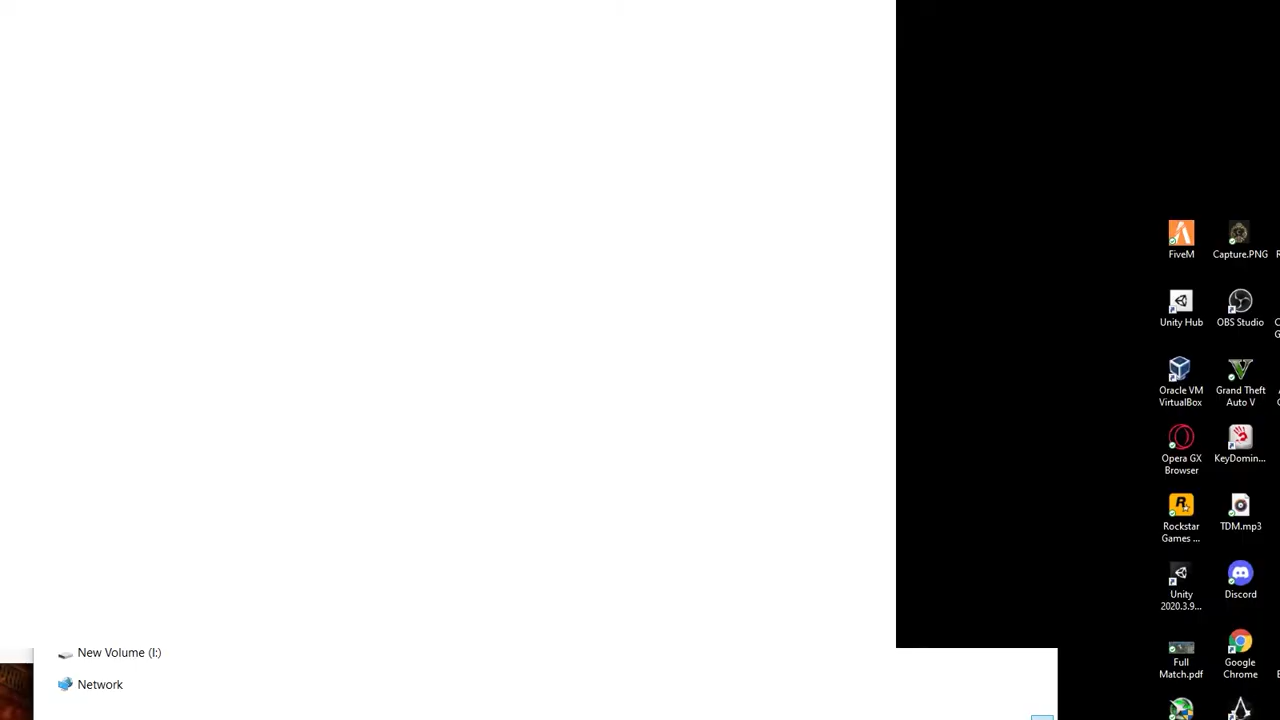 FiveM
Capture.PNG
Unity Hub
OBS Studio
Oracle VM
VirtualBox
Grand Theft
Auto V
Opera GX
Browser
KeyDomin...
Rockstar
Games ...
TDM.mp3
Unity
2020.3.9...
Discord
Full
Match.pdf
Google
Chrome
New Volume (I:)
Network